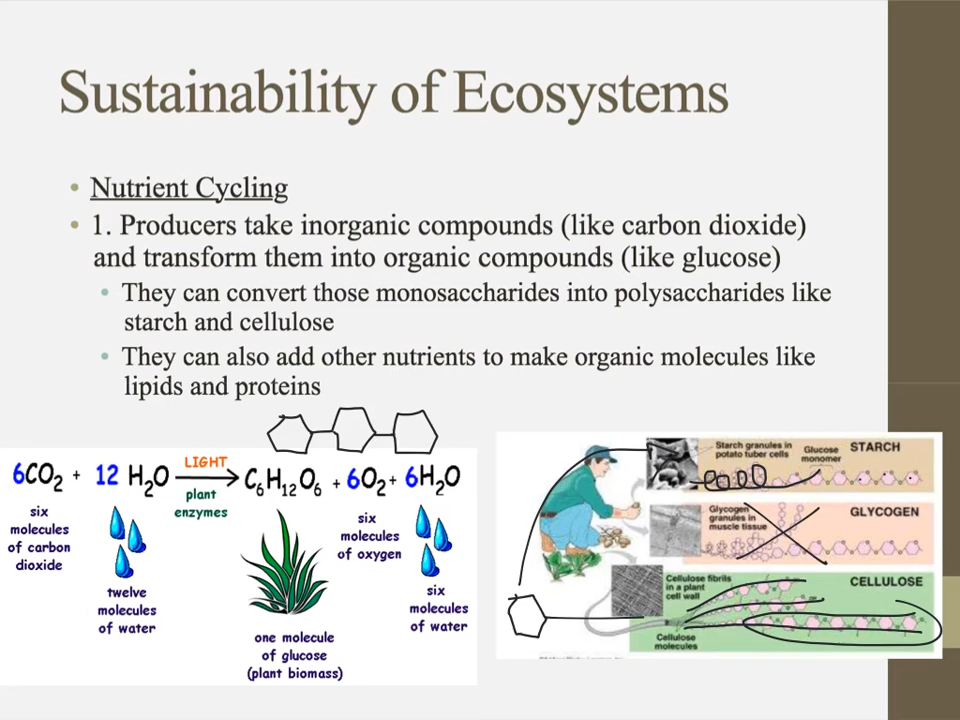 Sustainability of Ecosystems
• Nutrient Cycling
• 1. Producers take inorganic compounds (like carbon dioxide)
and transform them into organic compounds (like glucose)
• They can convert those monosaccharides into polysaccharides like
starch and cellulose
• They can also add other nutrients to make organic molecules like
lipids and proteins
6CO₂ + 12 H₂O LIGHT plant enzymes → C₆H₁₂O₆ + 6O₂ + 6H₂O
six
molecules
of carbon
dioxide
twelve
molecules
of water
one molecule
of glucose
(plant biomass)
six
molecules
of oxygen
six
molecules
of water
Starch granules in
potato tuber cells
Glucose
monomer
STARCH
Glycogen
granules in
muscle tissue
GLYCOGEN
Cellulose fibrils
in a plant
cell wall
CELLULOSE
Cellulose
molecules